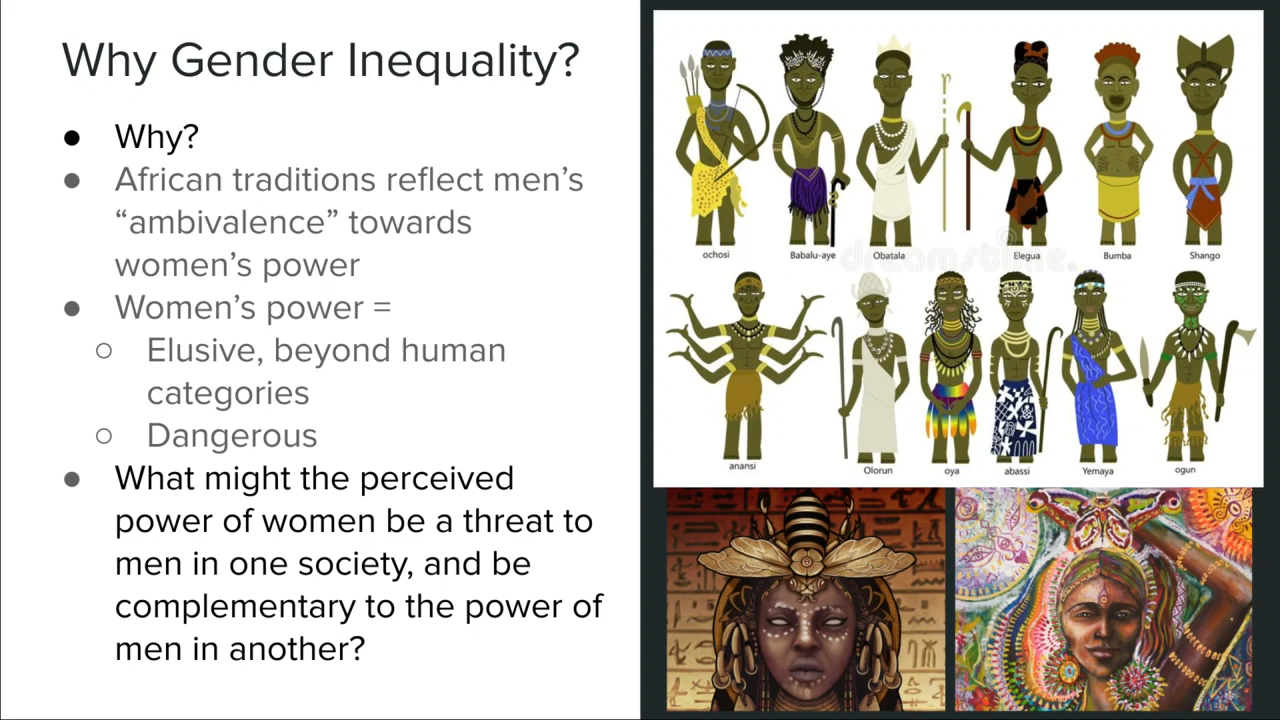 Why Gender Inequality?
● Why?
● African traditions reflect men’s
“ambivalence” towards
women’s power
● Women’s power =
○ Elusive, beyond human
categories
○ Dangerous
● What might the perceived
power of women be a threat to
men in one society, and be
complementary to the power of
men in another?
ochosi Babalu-aye Obatala Elegua Bumba Shango
dreamstime.
anansi Olorun oya abassi Yemaya ogun